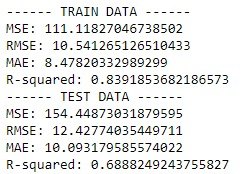 ------ TRAIN DATA ------
MSE: 111.11827046738502
RMSE: 10.541265126510433
MAE: 8.47820332989299
R-squared: 0.8391853682186573
------ TEST DATA ------
MSE: 154.44873031879595
RMSE: 12.42774035449711
MAE: 10.093179585574022
R-squared: 0.6888249243755827